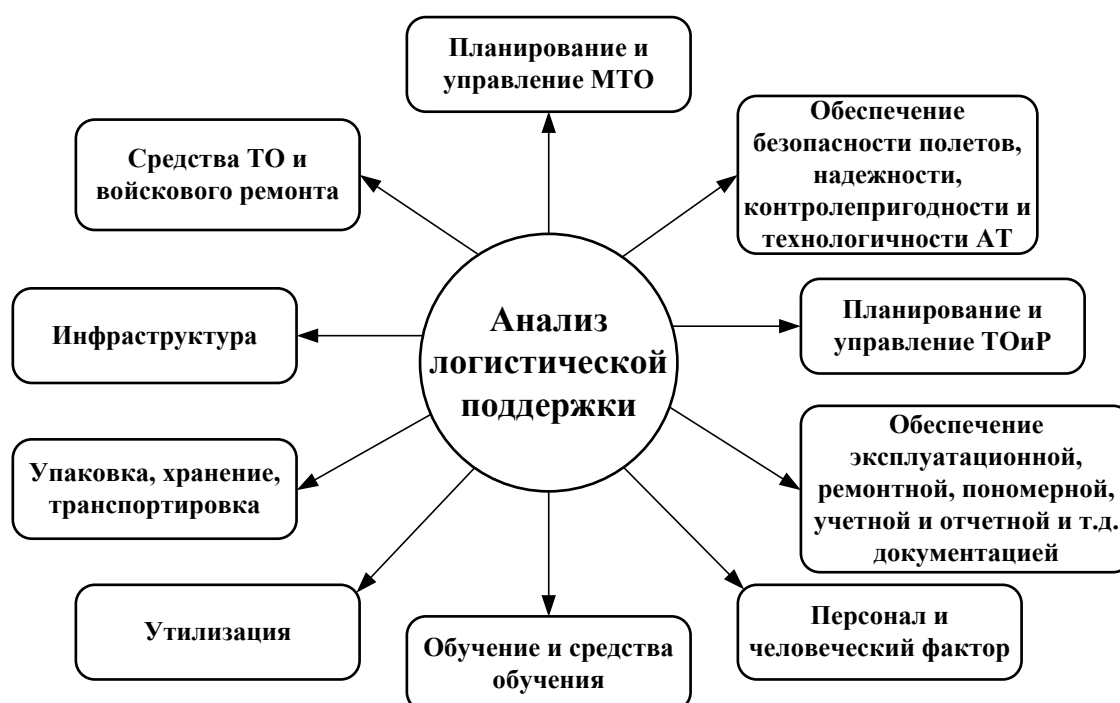 Планирование и
управление МТО
Обеспечение
безопасности полетов,
надежности,
контролепригодности и
технологичности АТ
Средства ТО и
войскового ремонта
Инфраструктура
Анализ
логистической
поддержки
Планирование и
управление ТОиР
Упаковка, хранение,
транспортировка
Обеспечение
эксплуатационной,
ремонтной, пономерной,
учетной и отчетной и т.д.
документацией
Утилизация
Обучение и средства
обучения
Персонал и
человеческий фактор